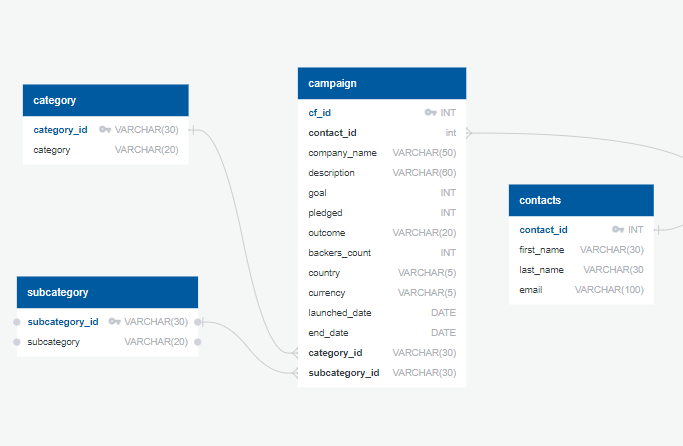 category
category_id VARCHAR(30)
category VARCHAR(20)
subcategory
subcategory_id VARCHAR(30)
subcategory VARCHAR(20)
campaign
cf_id INT
contact_id int
company_name VARCHAR(50)
description VARCHAR(60)
goal INT
pledged INT
outcome VARCHAR(20)
backers_count INT
country VARCHAR(5)
currency VARCHAR(5)
launched_date DATE
end_date DATE
category_id VARCHAR(30)
subcategory_id VARCHAR(30)
contacts
contact_id INT
first_name VARCHAR(30)
last_name VARCHAR(30
email VARCHAR(100)